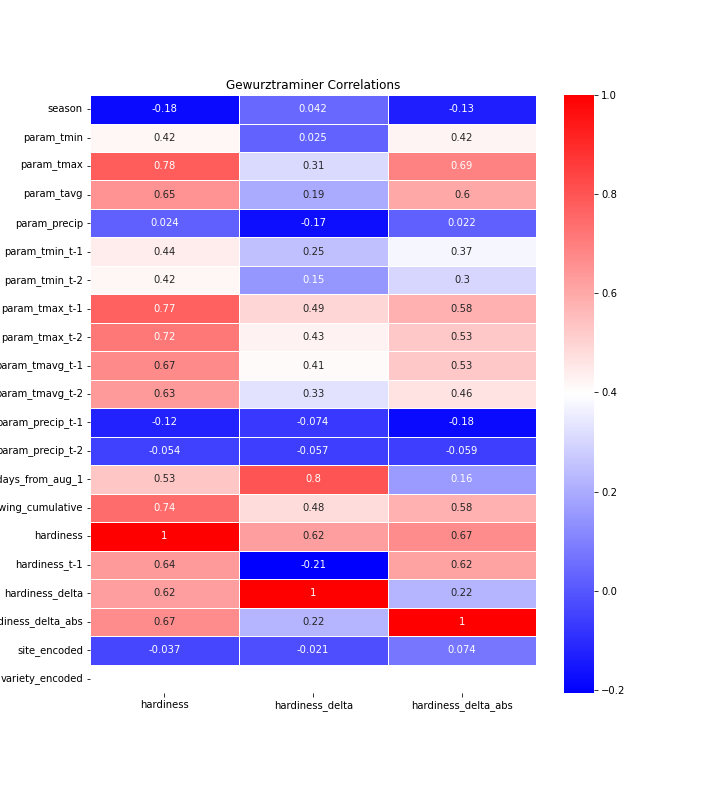 Gewurztraminer Correlations
season -0.18 0.042 -0.13
param_tmin 0.42 0.025 0.42
param_tmax 0.78 0.31 0.69
param_tavg 0.65 0.19 0.6
param_precip 0.024 -0.17 0.022
param_tmin_t-1 0.44 0.25 0.37
param_tmin_t-2 0.42 0.15 0.3
param_tmax_t-1 0.77 0.49 0.58
param_tmax_t-2 0.72 0.43 0.53
param_tmavg_t-1 0.67 0.41 0.53
param_tmavg_t-2 0.63 0.33 0.46
param_precip_t-1 -0.12 -0.074 -0.18
param_precip_t-2 -0.054 -0.057 -0.059
days_from_aug_1 0.53 0.8 0.16
wing_cumulative 0.74 0.48 0.58
hardiness 1 0.62 0.67
hardiness_t-1 0.64 -0.21 0.62
hardiness_delta 0.62 1 0.22
diness_delta_abs 0.67 0.22 1
site_encoded -0.037 -0.021 0.074
variety_encoded
hardiness hardiness_delta hardiness_delta_abs
1.0
0.8
0.6
0.4
0.2
0.0
-0.2